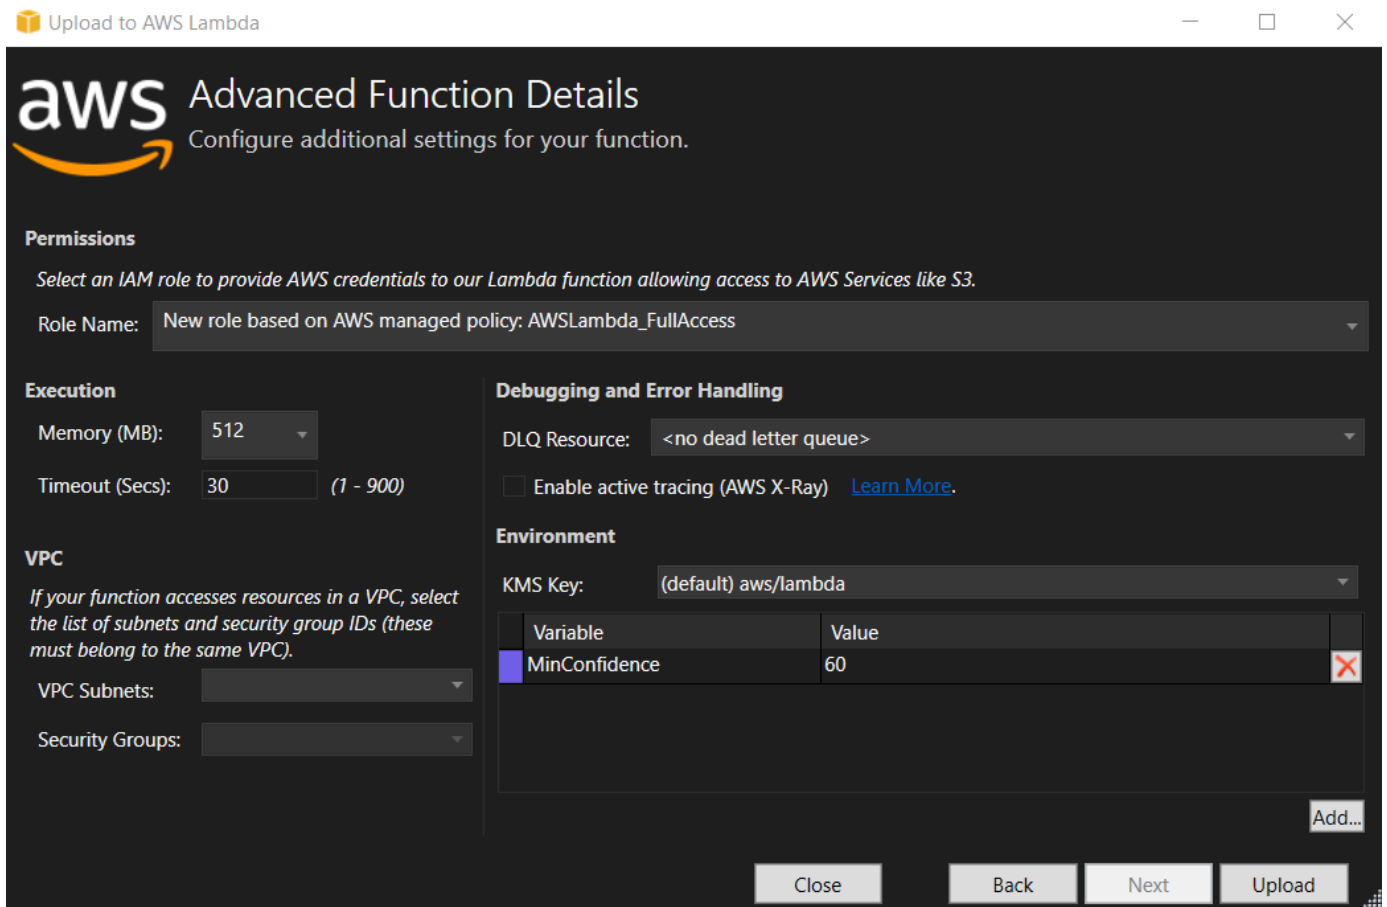 Upload to AWS Lambda
aws
Advanced Function Details
Configure additional settings for your function.
Permissions
Select an IAM role to provide AWS credentials to our Lambda function allowing access to AWS Services like S3.
Role Name: New role based on AWS managed policy: AWSLambda_FullAccess
Execution
Memory (MB): 512
Timeout (Secs): 30 (1 - 900)
VPC
If your function accesses resources in a VPC, select
the list of subnets and security group IDs (these
must belong to the same VPC).
VPC Subnets:
Security Groups:
Debugging and Error Handling
DLQ Resource: <no dead letter queue>
Enable active tracing (AWS X-Ray) Learn More.
Environment
KMS Key: (default) aws/lambda
Variable Value
MinConfidence 60
Add...
Close Back Next Upload